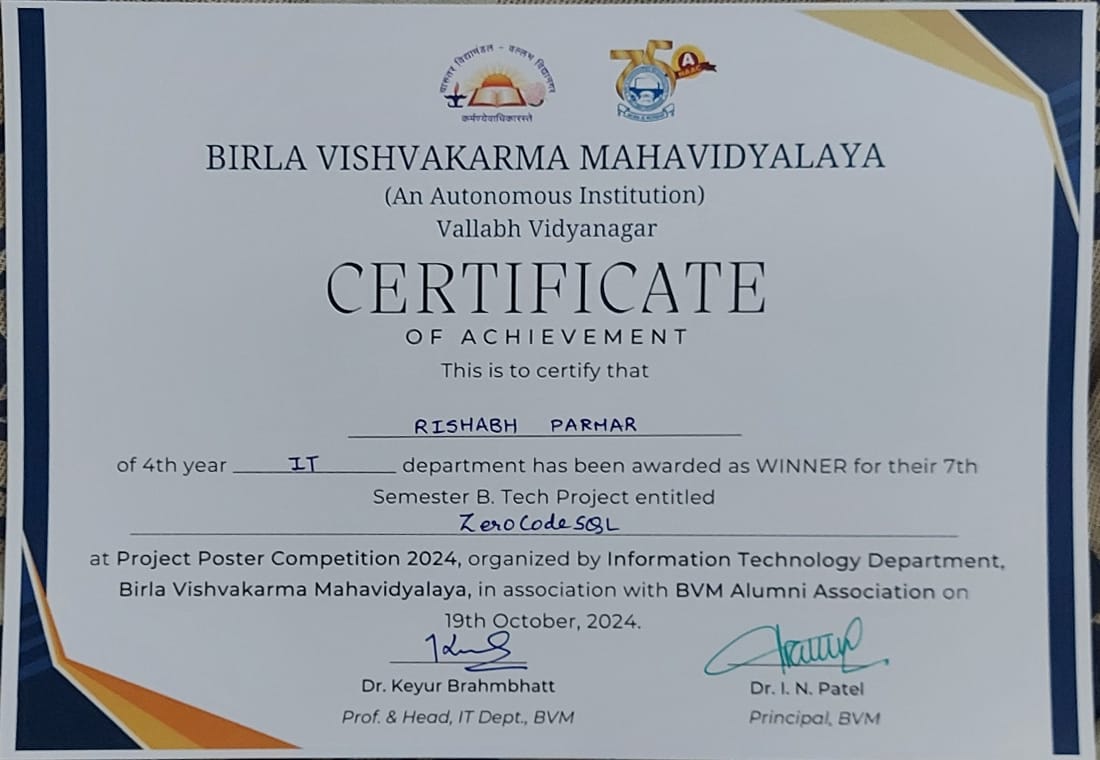 चारुतर विद्यामंडल - वल्लभ विद्यानगर
कर्मण्येवाधिकारस्ते
75
A
NAAC
BIRLA VISHVAKARMA MAHAVIDYALAYA
(An Autonomous Institution)
Vallabh Vidyanagar
CERTIFICATE
OF ACHIEVEMENT
This is to certify that
RISHABH PARMAR
of 4th year IT department has been awarded as WINNER for their 7th
Semester B. Tech Project entitled
ZeroCodeSQL
at Project Poster Competition 2024, organized by Information Technology Department,
Birla Vishvakarma Mahavidyalaya, in association with BVM Alumni Association on
19th October, 2024.
Dr. Keyur Brahmbhatt Dr. I. N. Patel
Prof. & Head, IT Dept., BVM Principal, BVM